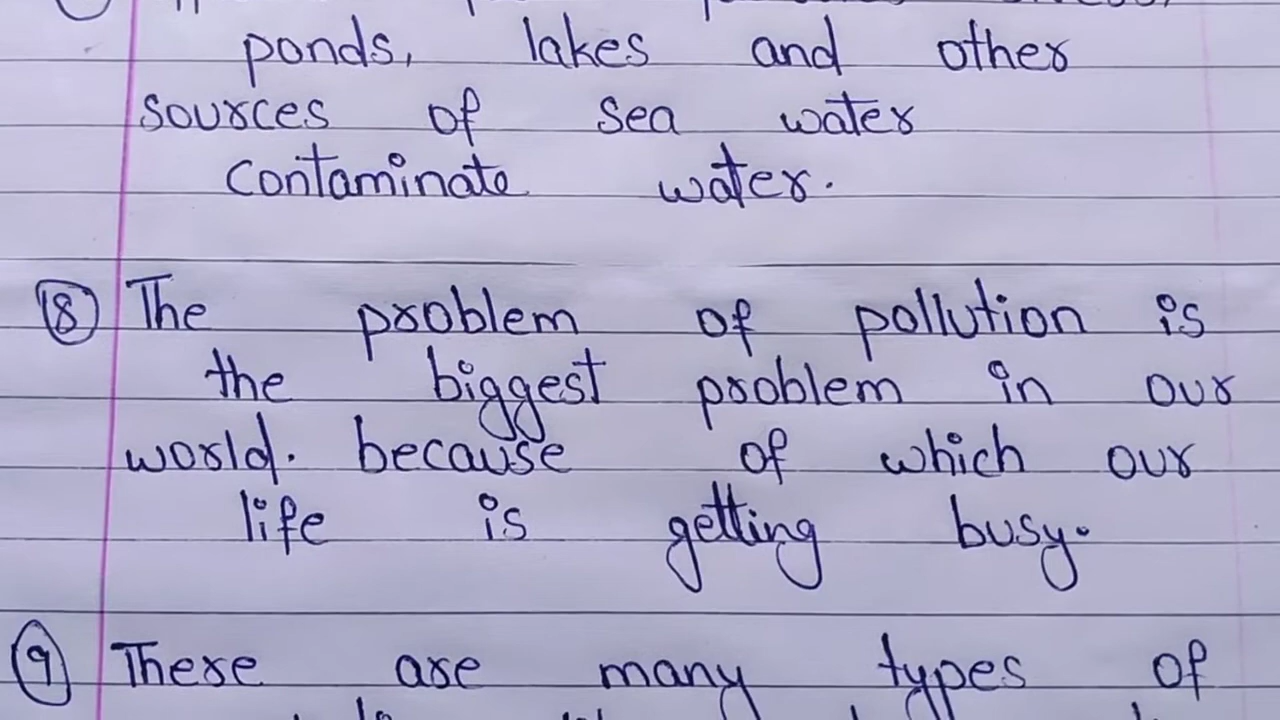 ponds, lakes and other
sources of sea water
contaminate water.
(8) The problem of pollution is
the biggest problem in our
world. because of which our
life is getting busy.
(9) These are many types of